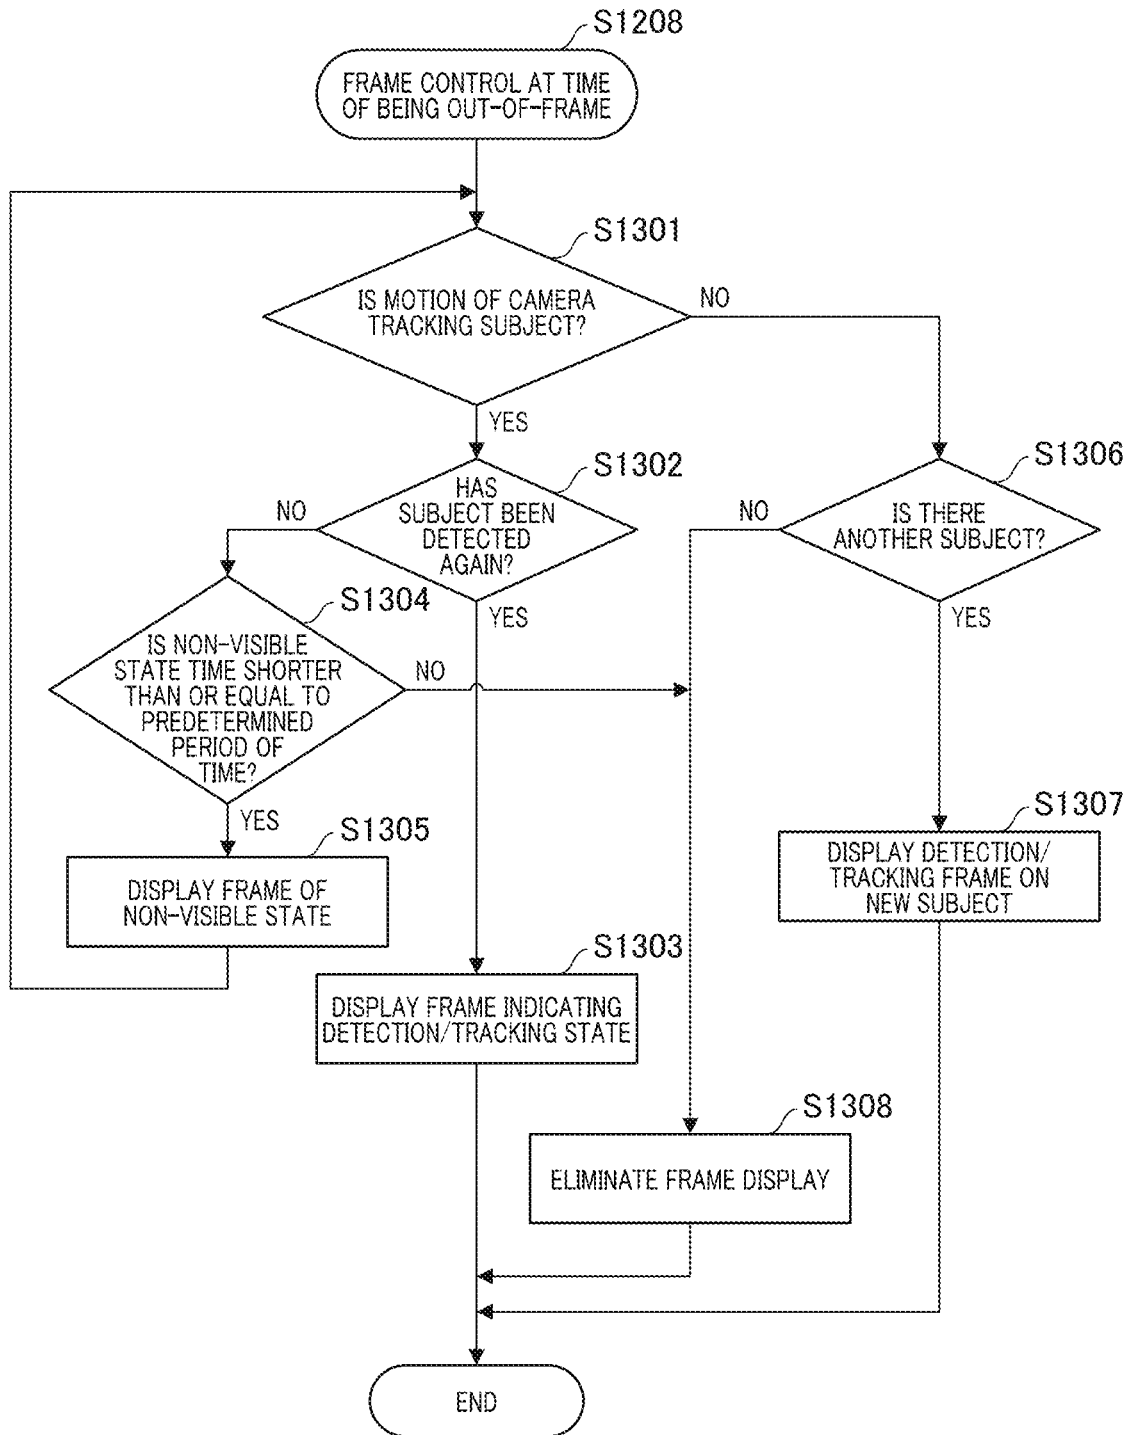 S1208
FRAME CONTROL AT TIME
OF BEING OUT-OF-FRAME
S1301
IS MOTION OF CAMERA
TRACKING SUBJECT?
NO
YES
S1302
HAS
SUBJECT BEEN
DETECTED
AGAIN?
NO
YES
S1306
IS THERE
ANOTHER SUBJECT?
NO
YES
S1304
IS NON-VISIBLE
STATE TIME SHORTER
THAN OR EQUAL TO
PREDETERMINED
PERIOD OF
TIME?
NO
YES
S1305
DISPLAY FRAME OF
NON-VISIBLE STATE
S1307
DISPLAY DETECTION/
TRACKING FRAME ON
NEW SUBJECT
S1303
DISPLAY FRAME INDICATING
DETECTION/TRACKING STATE
S1308
ELIMINATE FRAME DISPLAY
END